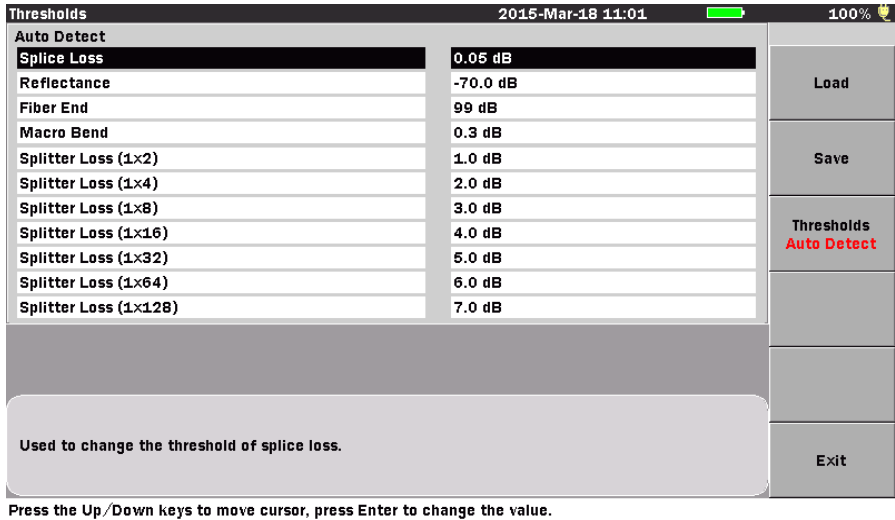 Thresholds 2015-Mar-18 11:01 100%
Auto Detect
Splice Loss 0.05 dB
Reflectance -70.0 dB
Fiber End 99 dB
Macro Bend 0.3 dB
Splitter Loss (1×2) 1.0 dB
Splitter Loss (1×4) 2.0 dB
Splitter Loss (1×8) 3.0 dB
Splitter Loss (1×16) 4.0 dB
Splitter Loss (1×32) 5.0 dB
Splitter Loss (1×64) 6.0 dB
Splitter Loss (1×128) 7.0 dB
Load
Save
Thresholds
Auto Detect
Exit
Used to change the threshold of splice loss.
Press the Up/Down keys to move cursor, press Enter to change the value.